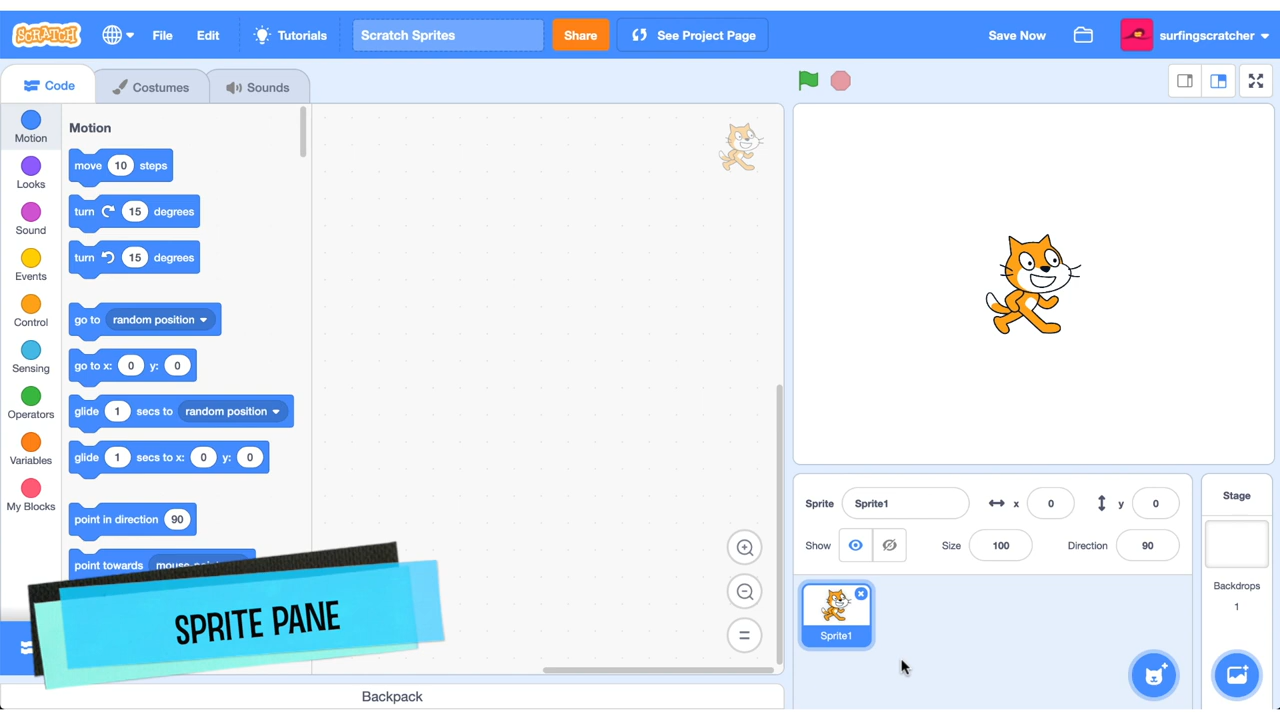 SCRATCH File Edit Tutorials Scratch Sprites Share See Project Page Save Now surfingscratcher
Code Costumes Sounds
Motion
Looks
Sound
Events
Control
Sensing
Operators
Variables
My Blocks
Motion
move 10 steps
turn 15 degrees
turn 15 degrees
go to random position
go to x: 0 y: 0
glide 1 secs to random position
glide 1 secs to x: 0 y: 0
point in direction 90
point towards
SPRITE PANE
Backpack
Sprite Sprite1 x 0 y 0
Show Size 100 Direction 90
Sprite1
Stage
Backdrops
1